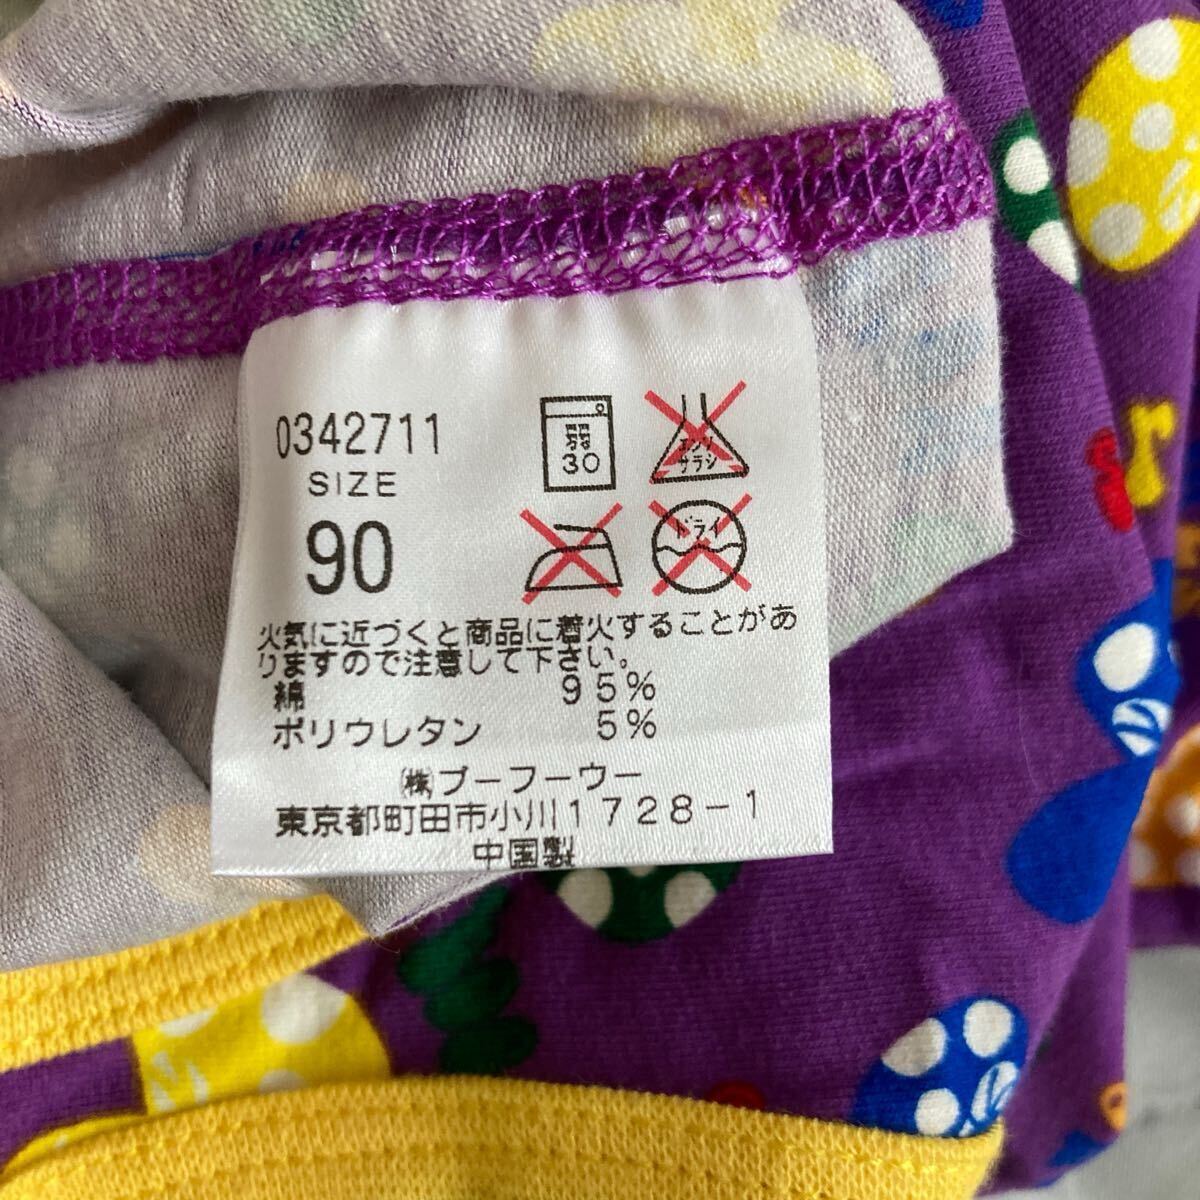 0342711
SIZE
90
弱
30
エンソ
サラシ
ドライ
火気に近づくと商品に着火することがあ
りますので注意して下さい。
綿 95%
ポリウレタン 5%
㈱ブーフーウー
東京都町田市小川1728-1
中国製